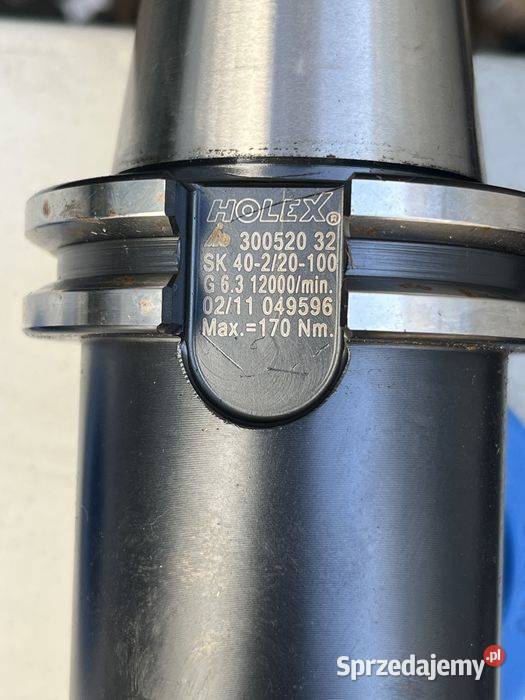 HOLEX®
300520 32
SK 40-2/20-100
G 6.3 12000/min.
02/11 049596
Max.=170 Nm.
Sprzedajemy.pl